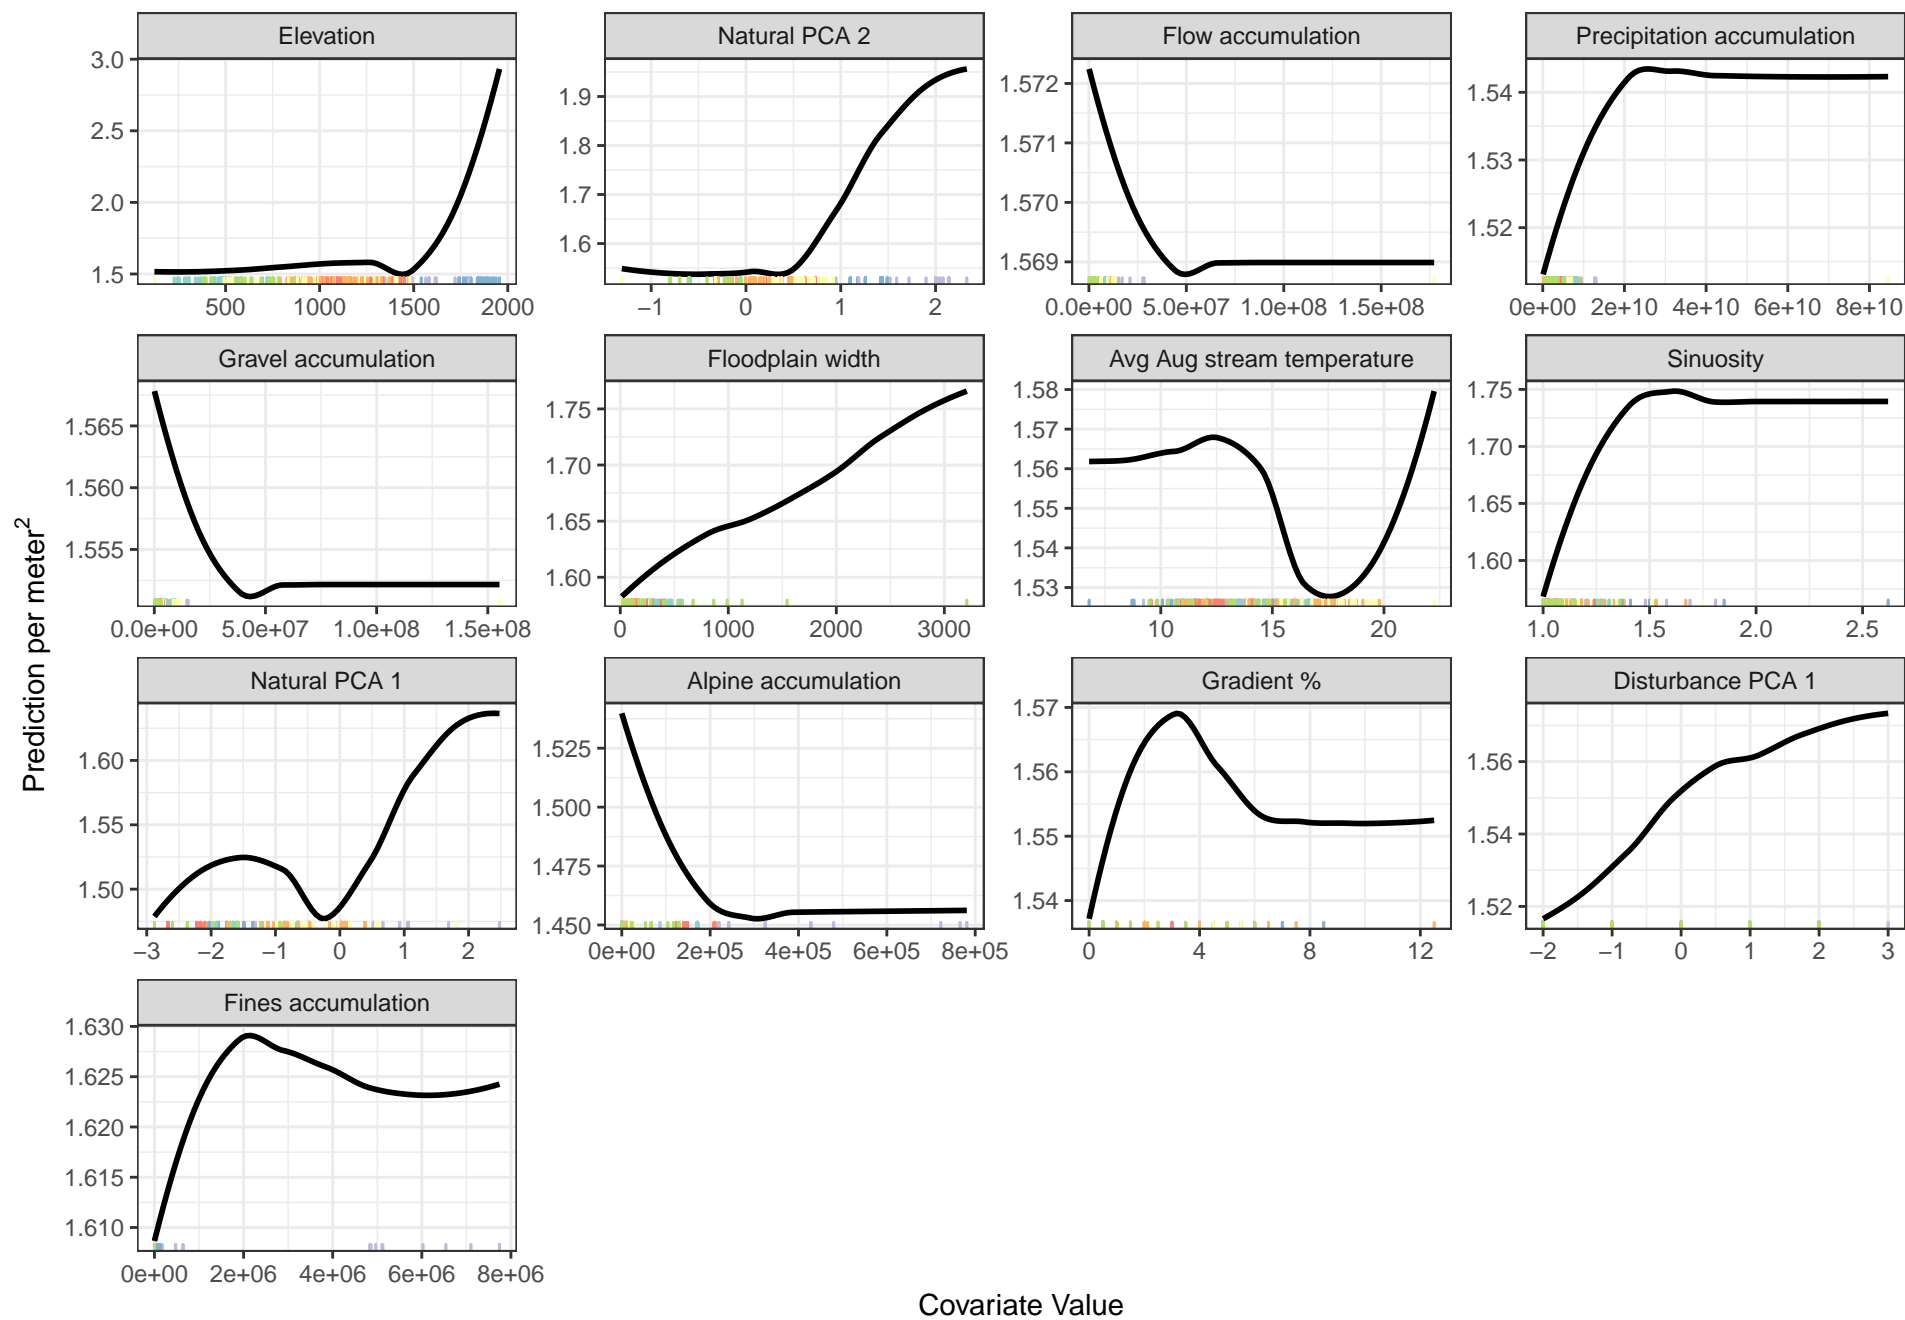 Elevation Natural PCA 2 Flow accumulation Precipitation accumulation
3.0
2.5
2.0
1.5
500 1000 1500 2000
1.9
1.8
1.7
1.6
−1 0 1 2
1.572
1.571
1.570
1.569
0.0e+00 5.0e+07 1.0e+08 1.5e+08
1.54
1.53
1.52
0e+00 2e+10 4e+10 6e+10 8e+10
Gravel accumulation Floodplain width Avg Aug stream temperature Sinuosity
1.565
1.560
1.555
0.0e+00 5.0e+07 1.0e+08 1.5e+08
1.75
1.70
1.65
1.60
0 1000 2000 3000
1.58
1.57
1.56
1.55
1.54
1.53
10 15 20
1.75
1.70
1.65
1.60
1.0 1.5 2.0 2.5
Natural PCA 1 Alpine accumulation Gradient % Disturbance PCA 1
1.60
1.55
1.50
−3 −2 −1 0 1 2
1.525
1.500
1.475
1.450
0e+00 2e+05 4e+05 6e+05 8e+05
1.57
1.56
1.55
1.54
0 4 8 12
1.56
1.54
1.52
−2 −1 0 1 2 3
Fines accumulation
1.630
1.625
1.620
1.615
1.610
0e+00 2e+06 4e+06 6e+06 8e+06
Prediction per meter²
Covariate Value